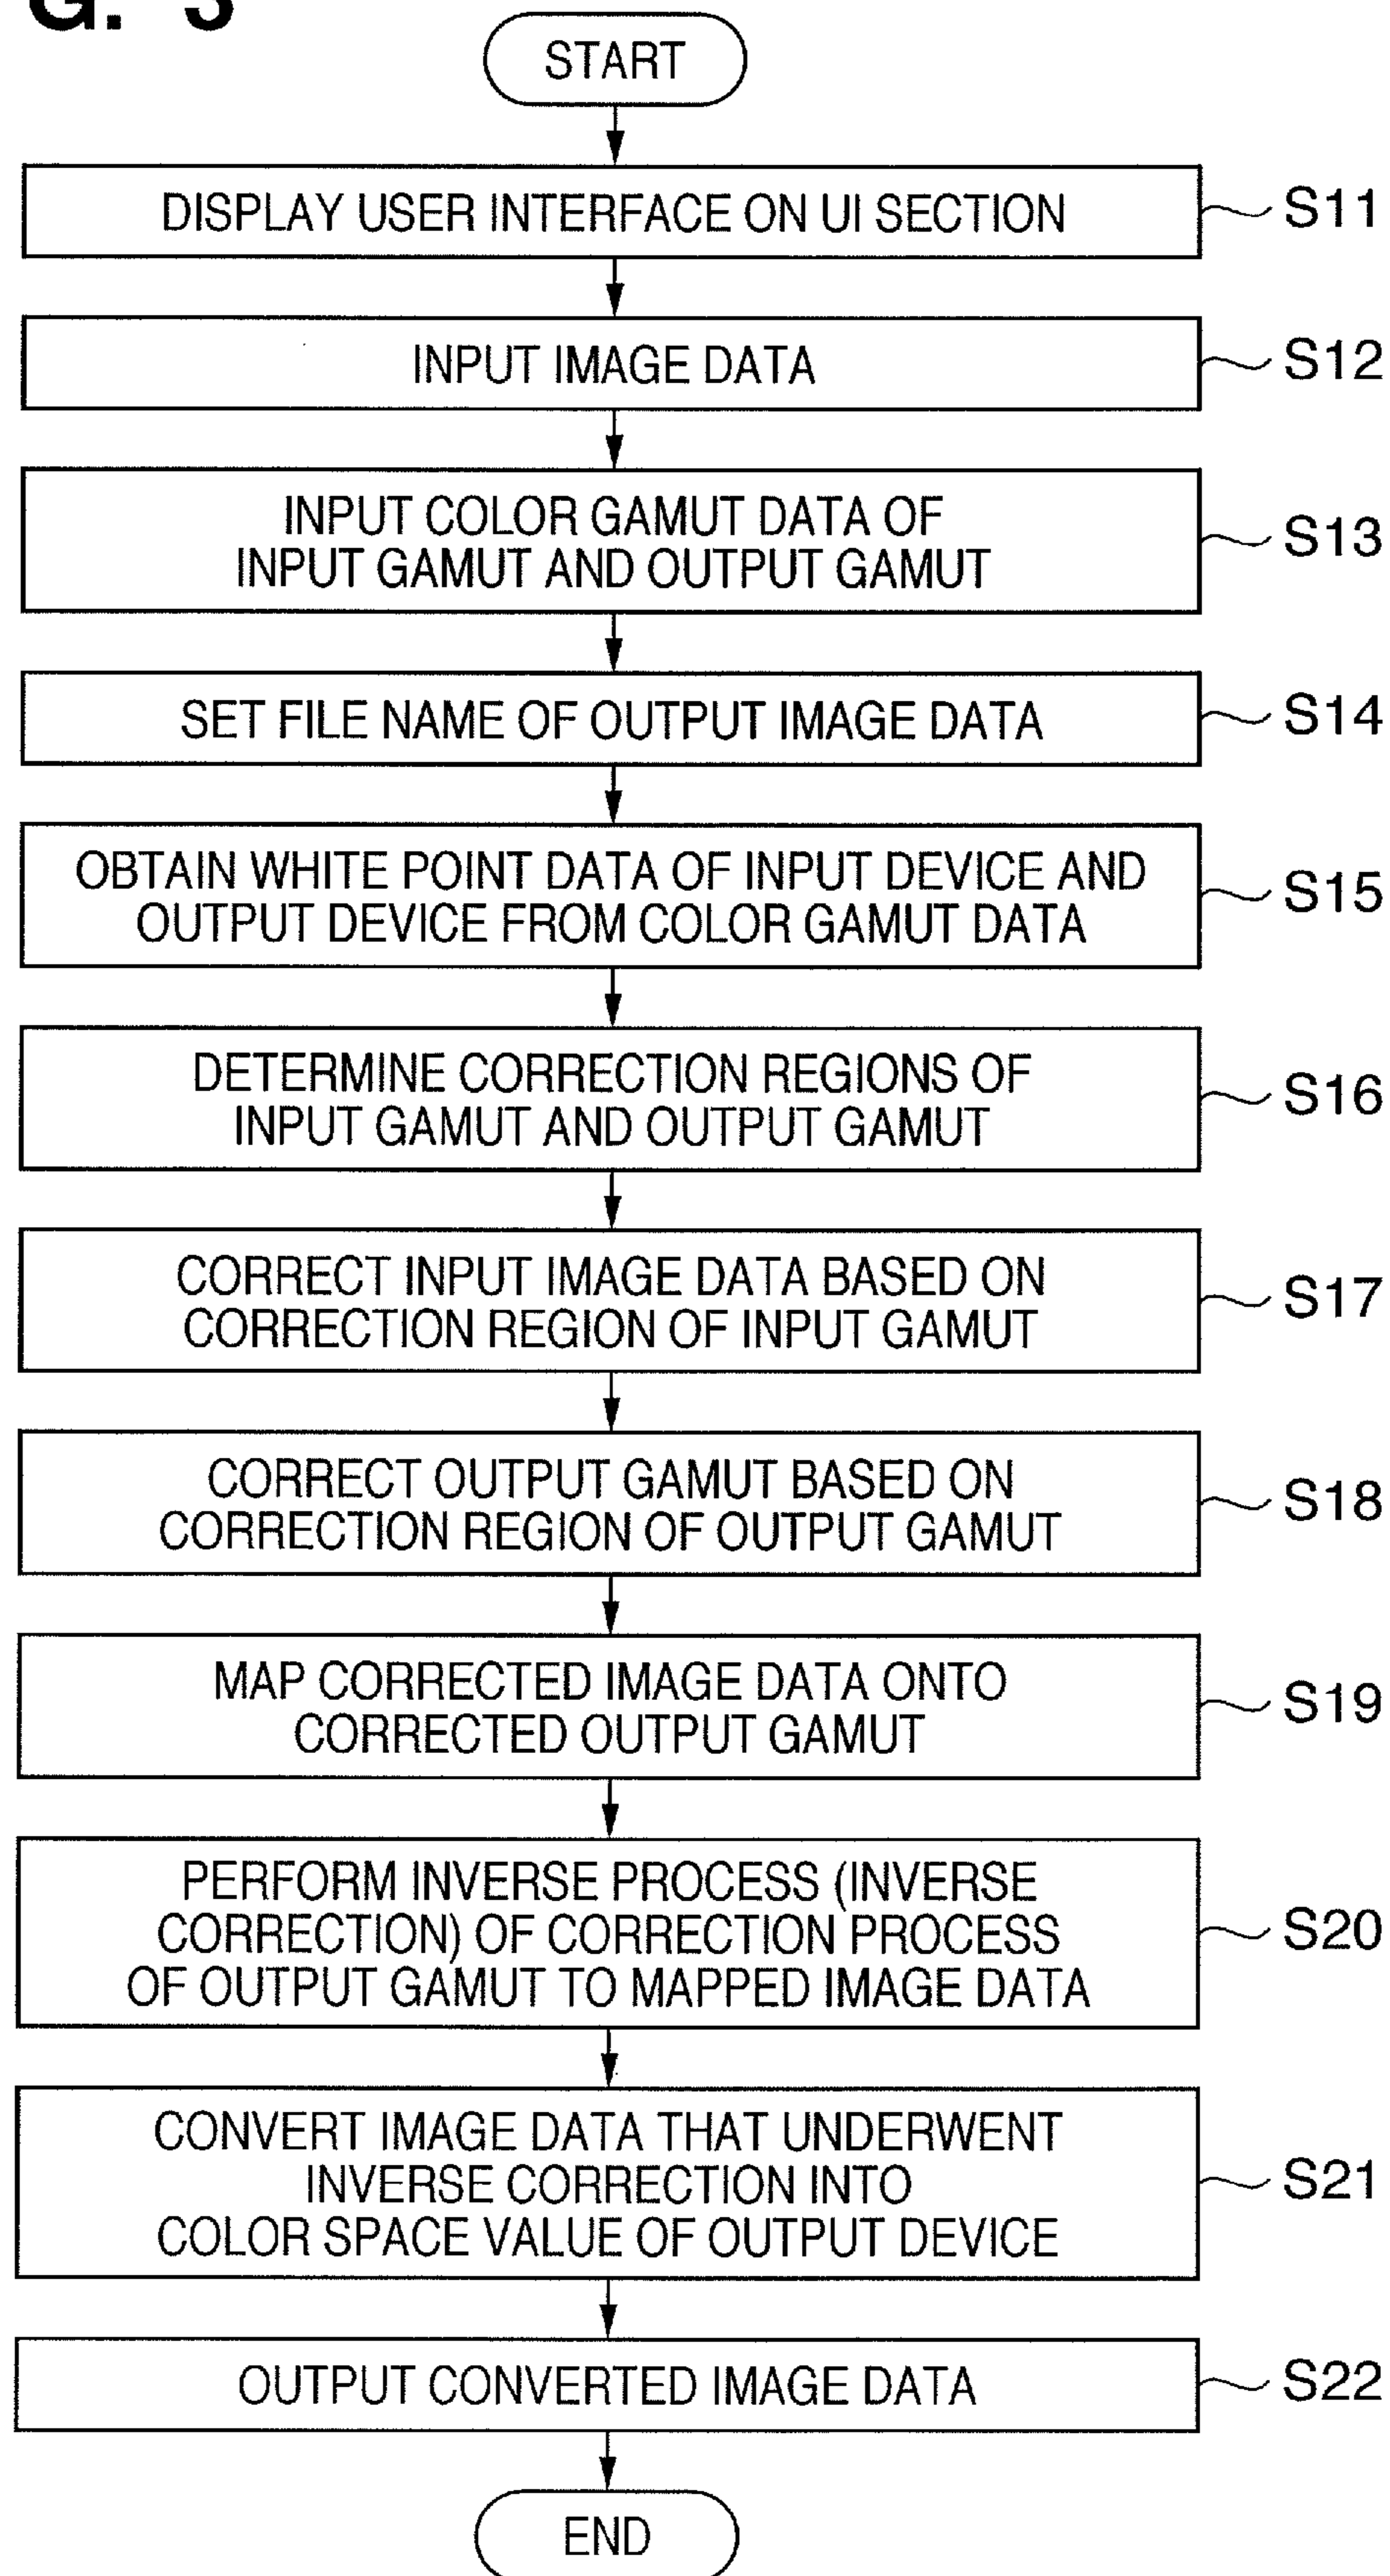 G. 3
START
DISPLAY USER INTERFACE ON UI SECTION
S11
INPUT IMAGE DATA
S12
INPUT COLOR GAMUT DATA OF
INPUT GAMUT AND OUTPUT GAMUT
S13
SET FILE NAME OF OUTPUT IMAGE DATA
S14
OBTAIN WHITE POINT DATA OF INPUT DEVICE AND
OUTPUT DEVICE FROM COLOR GAMUT DATA
S15
DETERMINE CORRECTION REGIONS OF
INPUT GAMUT AND OUTPUT GAMUT
S16
CORRECT INPUT IMAGE DATA BASED ON
CORRECTION REGION OF INPUT GAMUT
S17
CORRECT OUTPUT GAMUT BASED ON
CORRECTION REGION OF OUTPUT GAMUT
S18
MAP CORRECTED IMAGE DATA ONTO
CORRECTED OUTPUT GAMUT
S19
PERFORM INVERSE PROCESS (INVERSE
CORRECTION) OF CORRECTION PROCESS
OF OUTPUT GAMUT TO MAPPED IMAGE DATA
S20
CONVERT IMAGE DATA THAT UNDERWENT
INVERSE CORRECTION INTO
COLOR SPACE VALUE OF OUTPUT DEVICE
S21
OUTPUT CONVERTED IMAGE DATA
S22
END